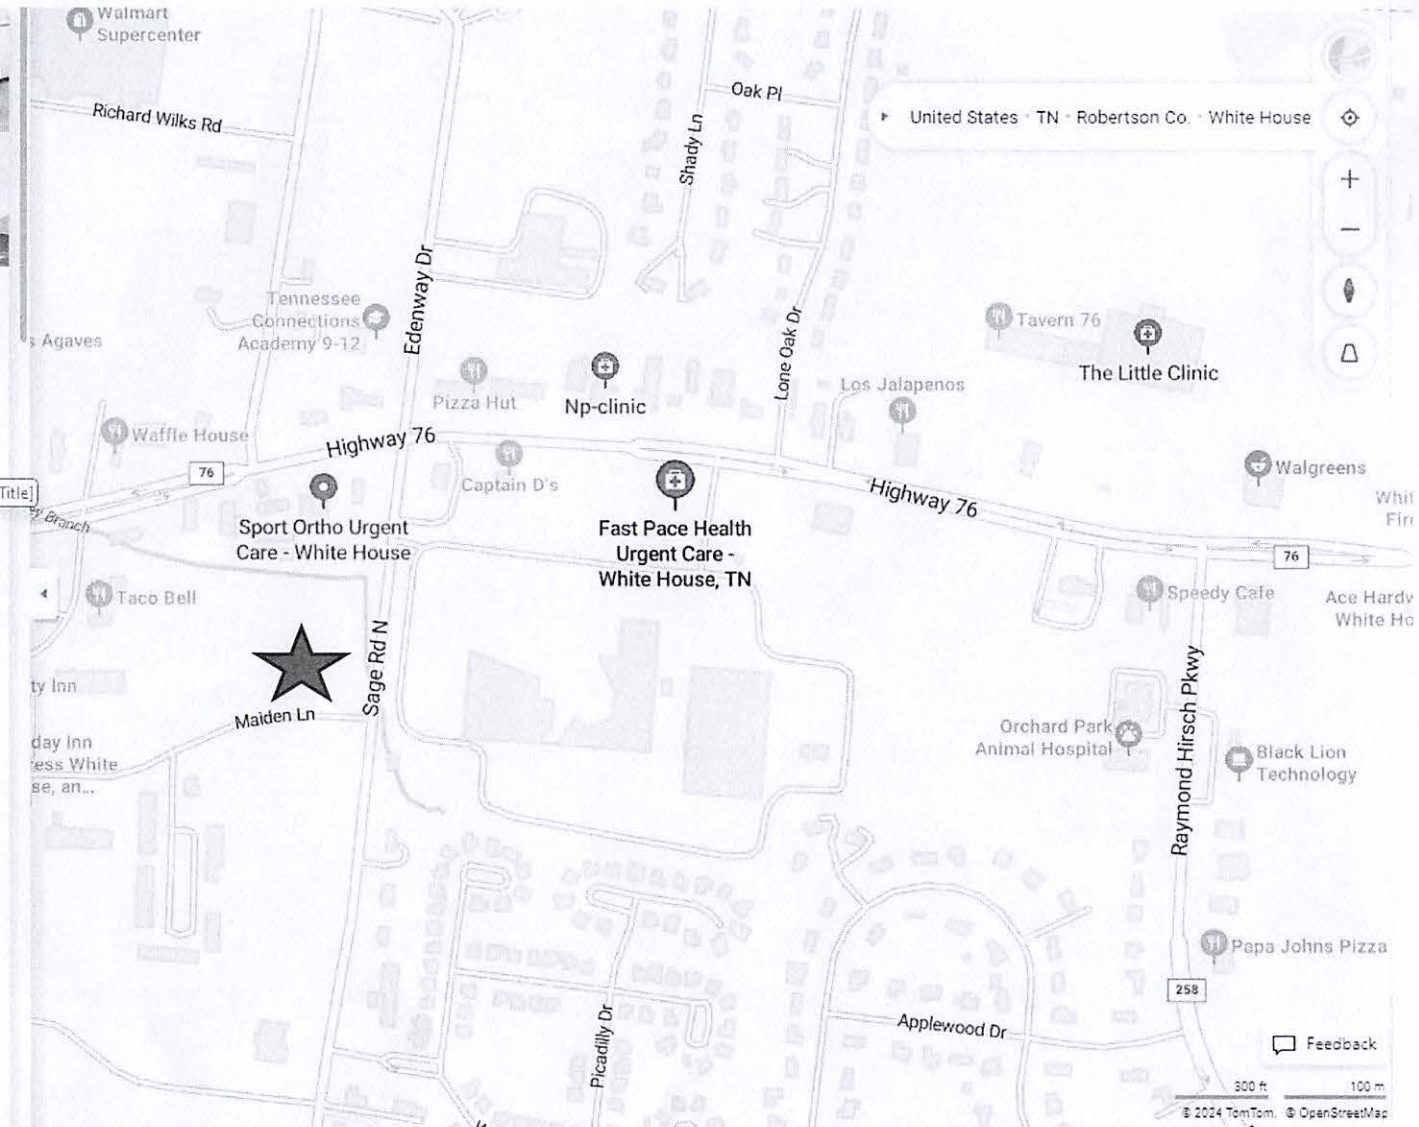 Walmart
Supercenter
Richard Wilks Rd
Oak Pl
Shady Ln
United States · TN · Robertson Co. · White House
Edenway Dr
Tennessee
Connections
Academy 9-12
s Agaves
Lone Oak Dr
Tavern 76
The Little Clinic
Pizza Hut
Np-clinic
Los Jalapenos
Waffle House
Highway 76
76
Captain D's
Walgreens
Highway 76
Title]
ey Branch
Sport Ortho Urgent
Care - White House
Fast Pace Health
Urgent Care -
White House, TN
Whit
Fire
76
Taco Bell
Speedy Cafe
Ace Hardw
White Ho
Sage Rd N
ty Inn
Maiden Ln
Raymond Hirsch Pkwy
day Inn
ess White
se, an...
Orchard Park
Animal Hospital
Black Lion
Technology
Papa Johns Pizza
258
Picadilly Dr
Applewood Dr
Feedback
300 ft
100 m
© 2024 TomTom, © OpenStreetMap